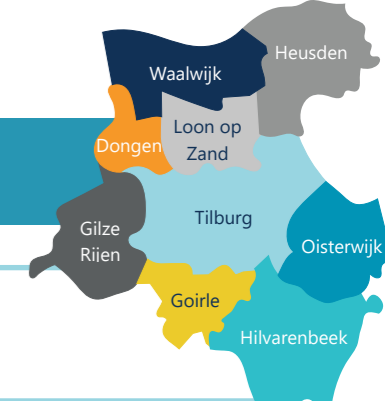 Heusden
Waalwijk
Loon op
Zand
Dongen
Tilburg
Gilze
Rijen
Oisterwijk
Goirle
Hilvarenbeek